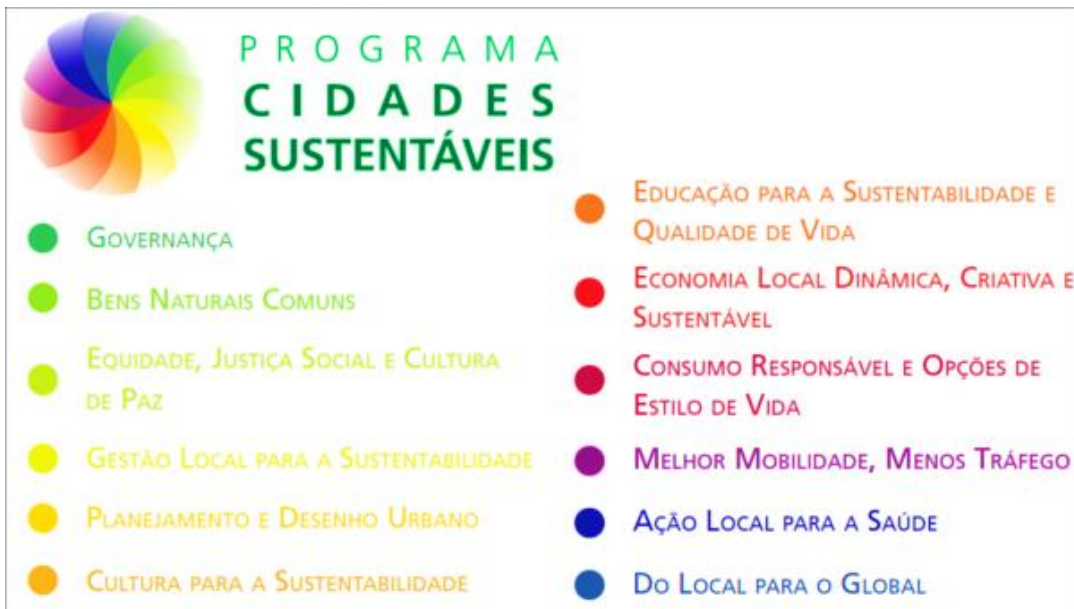 PROGRAMA
CIDADES
SUSTENTÁVEIS
GOVERNANÇA
BENS NATURAIS COMUNS
EQUIDADE, JUSTIÇA SOCIAL E CULTURA
DE PAZ
GESTÃO LOCAL PARA A SUSTENTABILIDADE
PLANEJAMENTO E DESENHO URBANO
CULTURA PARA A SUSTENTABILIDADE
EDUCAÇÃO PARA A SUSTENTABILIDADE E
QUALIDADE DE VIDA
ECONOMIA LOCAL DINÂMICA, CRIATIVA E
SUSTENTÁVEL
CONSUMO RESPONSÁVEL E OPÇÕES DE
ESTILO DE VIDA
MELHOR MOBILIDADE, MENOS TRÁFEGO
AÇÃO LOCAL PARA A SAÚDE
DO LOCAL PARA O GLOBAL